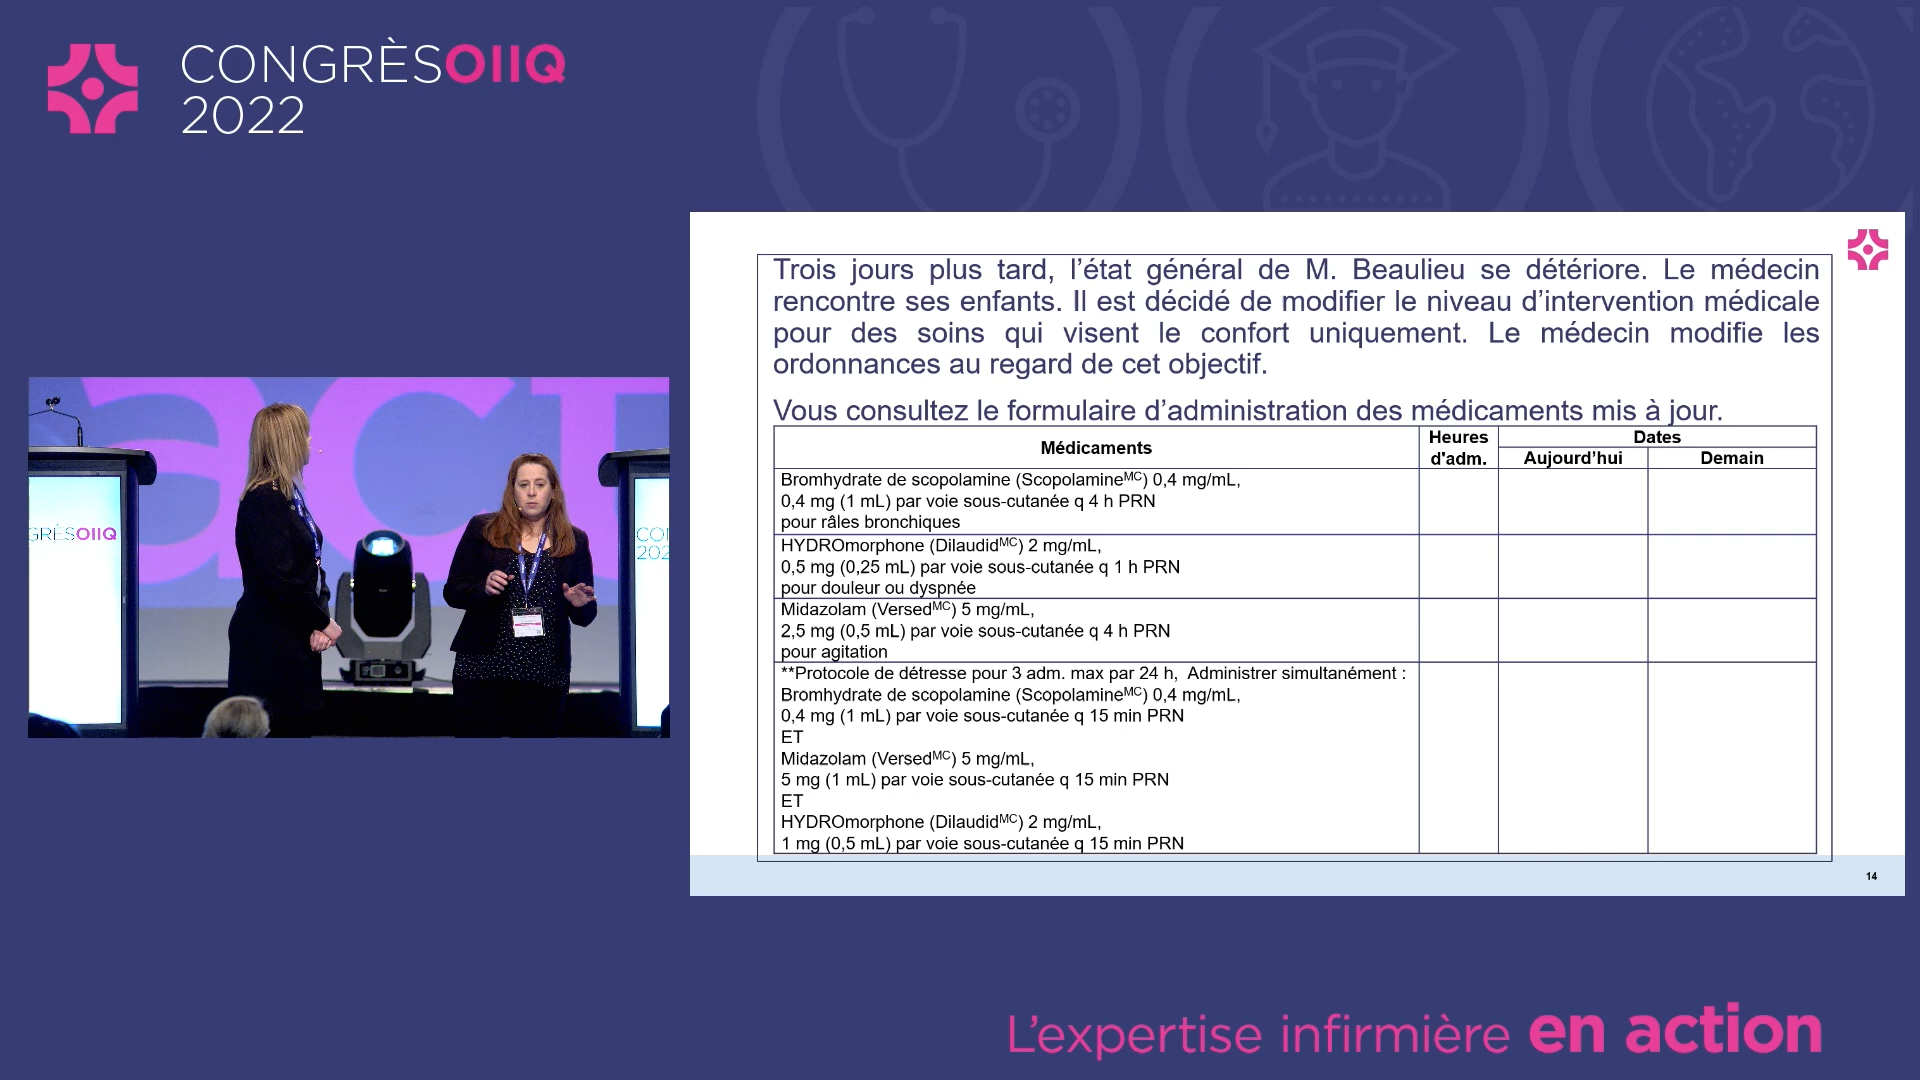 CONGRÈSOIIQ
2022
Trois jours plus tard, l’état général de M. Beaulieu se détériore. Le médecin
rencontre ses enfants. Il est décidé de modifier le niveau d’intervention médicale
pour des soins qui visent le confort uniquement. Le médecin modifie les
ordonnances au regard de cet objectif.
Vous consultez le formulaire d’administration des médicaments mis à jour.
Médicaments
Heures
d'adm.
Dates
Aujourd’hui
Demain
Bromhydrate de scopolamine (ScopolamineMC) 0,4 mg/mL,
0,4 mg (1 mL) par voie sous-cutanée q 4 h PRN
pour râles bronchiques
HYDROmorphone (DilaudidMC) 2 mg/mL,
0,5 mg (0,25 mL) par voie sous-cutanée q 1 h PRN
pour douleur ou dyspnée
Midazolam (VersedMC) 5 mg/mL,
2,5 mg (0,5 mL) par voie sous-cutanée q 4 h PRN
pour agitation
**Protocole de détresse pour 3 adm. max par 24 h, Administrer simultanément :
Bromhydrate de scopolamine (ScopolamineMC) 0,4 mg/mL,
0,4 mg (1 mL) par voie sous-cutanée q 15 min PRN
ET
Midazolam (VersedMC) 5 mg/mL,
5 mg (1 mL) par voie sous-cutanée q 15 min PRN
ET
HYDROmorphone (DilaudidMC) 2 mg/mL,
1 mg (0,5 mL) par voie sous-cutanée q 15 min PRN
14
act
GRÈSOIIQ
CON
202
L’expertise infirmière en action